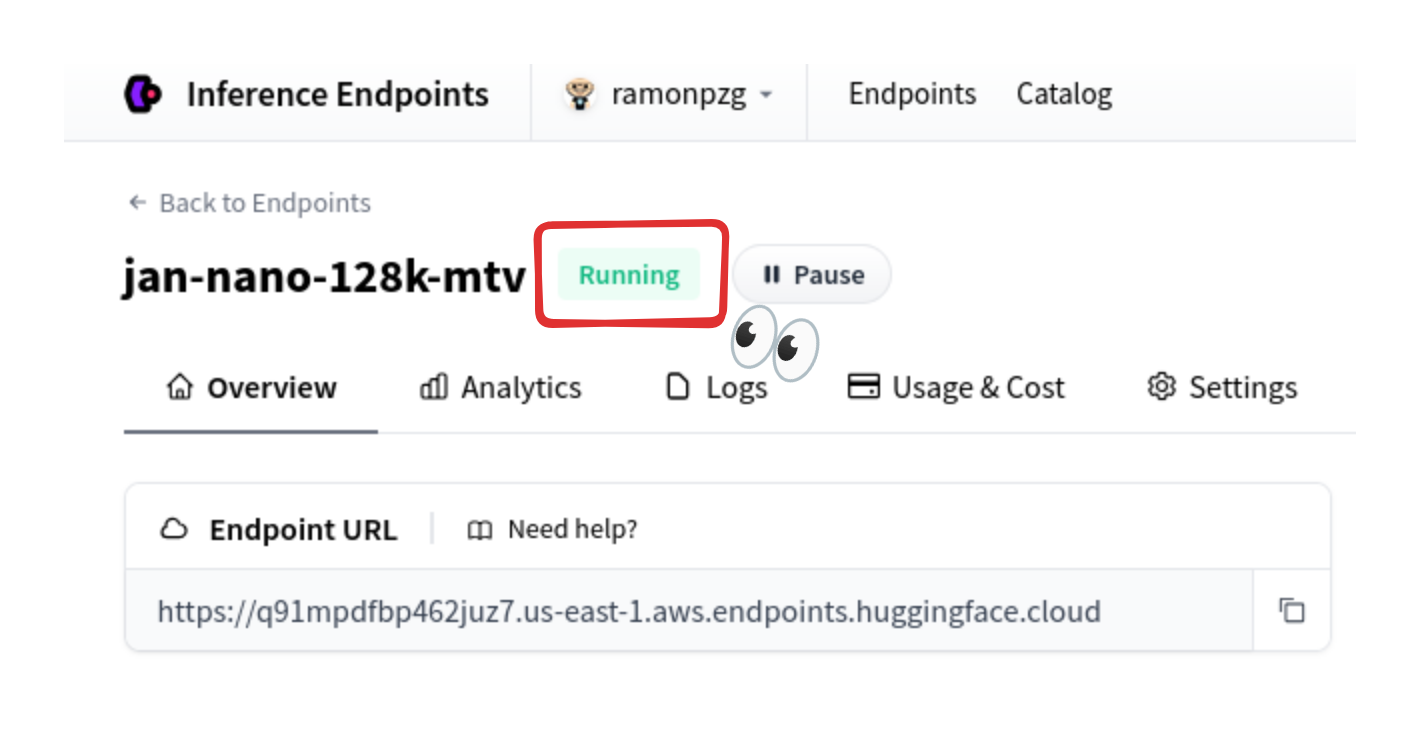 Inference Endpoints ramonpzg Endpoints Catalog
← Back to Endpoints
jan-nano-128k-mtv Running Pause
Overview Analytics Logs Usage & Cost Settings
Endpoint URL Need help?
https://q91mpdfbp462juz7.us-east-1.aws.endpoints.huggingface.cloud